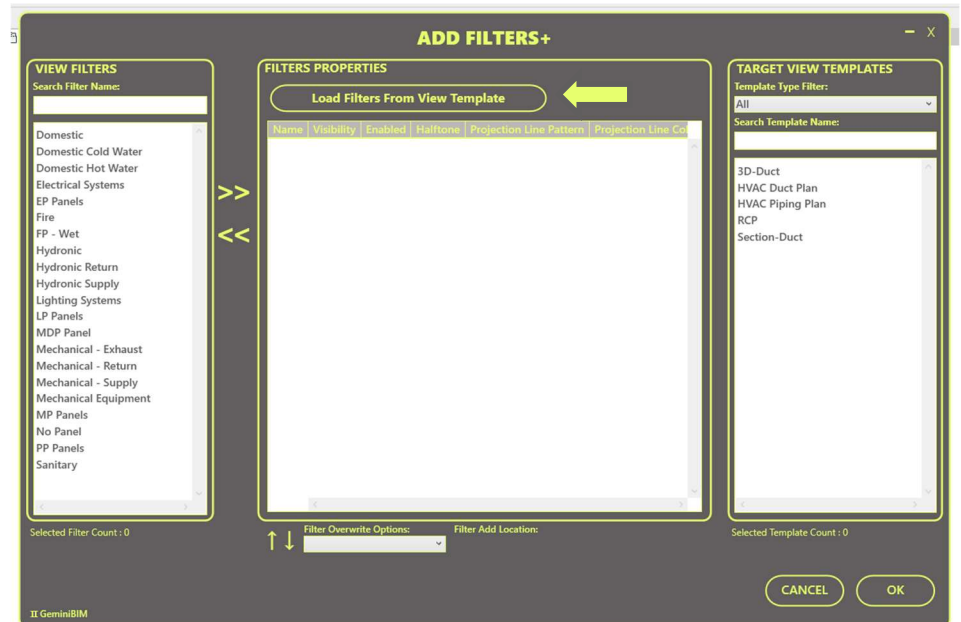 ADD FILTERS+
– X
VIEW FILTERS
Search Filter Name:
Domestic
Domestic Cold Water
Domestic Hot Water
Electrical Systems
EP Panels
Fire
FP - Wet
Hydronic
Hydronic Return
Hydronic Supply
Lighting Systems
LP Panels
MDP Panel
Mechanical - Exhaust
Mechanical - Return
Mechanical - Supply
Mechanical Equipment
MP Panels
No Panel
PP Panels
Sanitary
Selected Filter Count : 0
>>
<<
FILTERS PROPERTIES
Load Filters From View Template
Name Visibility Enabled Halftone Projection Line Pattern Projection Line Col
Filter Overwrite Options: Filter Add Location:
TARGET VIEW TEMPLATES
Template Type Filter:
All
Search Template Name:
3D-Duct
HVAC Duct Plan
HVAC Piping Plan
RCP
Section-Duct
Selected Template Count : 0
CANCEL OK
II GeminiBIM